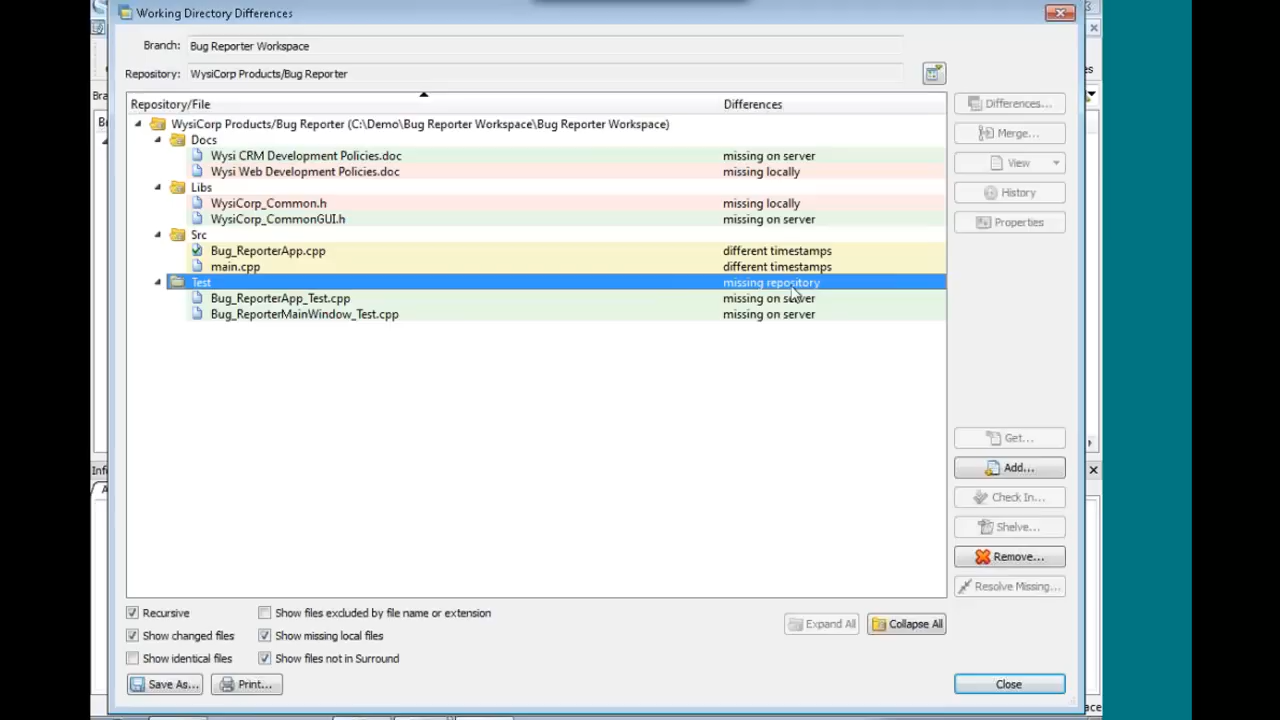 Working Directory Differences
Branch: Bug Reporter Workspace
Repository: WysiCorp Products/Bug Reporter
Repository/File Differences
WysiCorp Products/Bug Reporter (C:\Demo\Bug Reporter Workspace\Bug Reporter Workspace)
Docs
Wysi CRM Development Policies.doc missing on server
Wysi Web Development Policies.doc missing locally
Libs
WysiCorp_Common.h missing locally
WysiCorp_CommonGUI.h missing on server
Src
Bug_ReporterApp.cpp different timestamps
main.cpp different timestamps
Test missing repository
Bug_ReporterApp_Test.cpp missing on server
Bug_ReporterMainWindow_Test.cpp missing on server
Differences...
Merge...
View
History
Properties
Get...
Add...
Check In...
Shelve...
Remove...
Resolve Missing...
Recursive
Show files excluded by file name or extension
Show changed files
Show missing local files
Show identical files
Show files not in Surround
Expand All
Collapse All
Save As...
Print...
Close